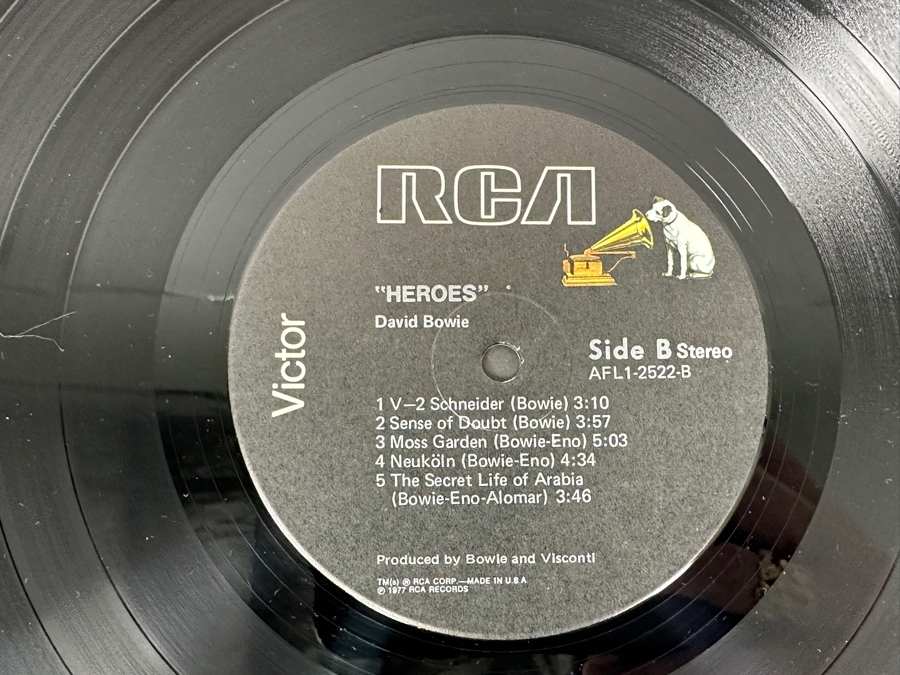 RCA
"HEROES"
David Bowie
Victor
Side B Stereo
AFL1-2522-B
1 V–2 Schneider (Bowie) 3:10
2 Sense of Doubt (Bowie) 3:57
3 Moss Garden (Bowie-Eno) 5:03
4 Neuköln (Bowie-Eno) 4:34
5 The Secret Life of Arabia
(Bowie-Eno-Alomar) 3:46
Produced by Bowie and Visconti
TM(s) ® RCA CORP.—MADE IN U.S.A
℗ 1977 RCA RECORDS